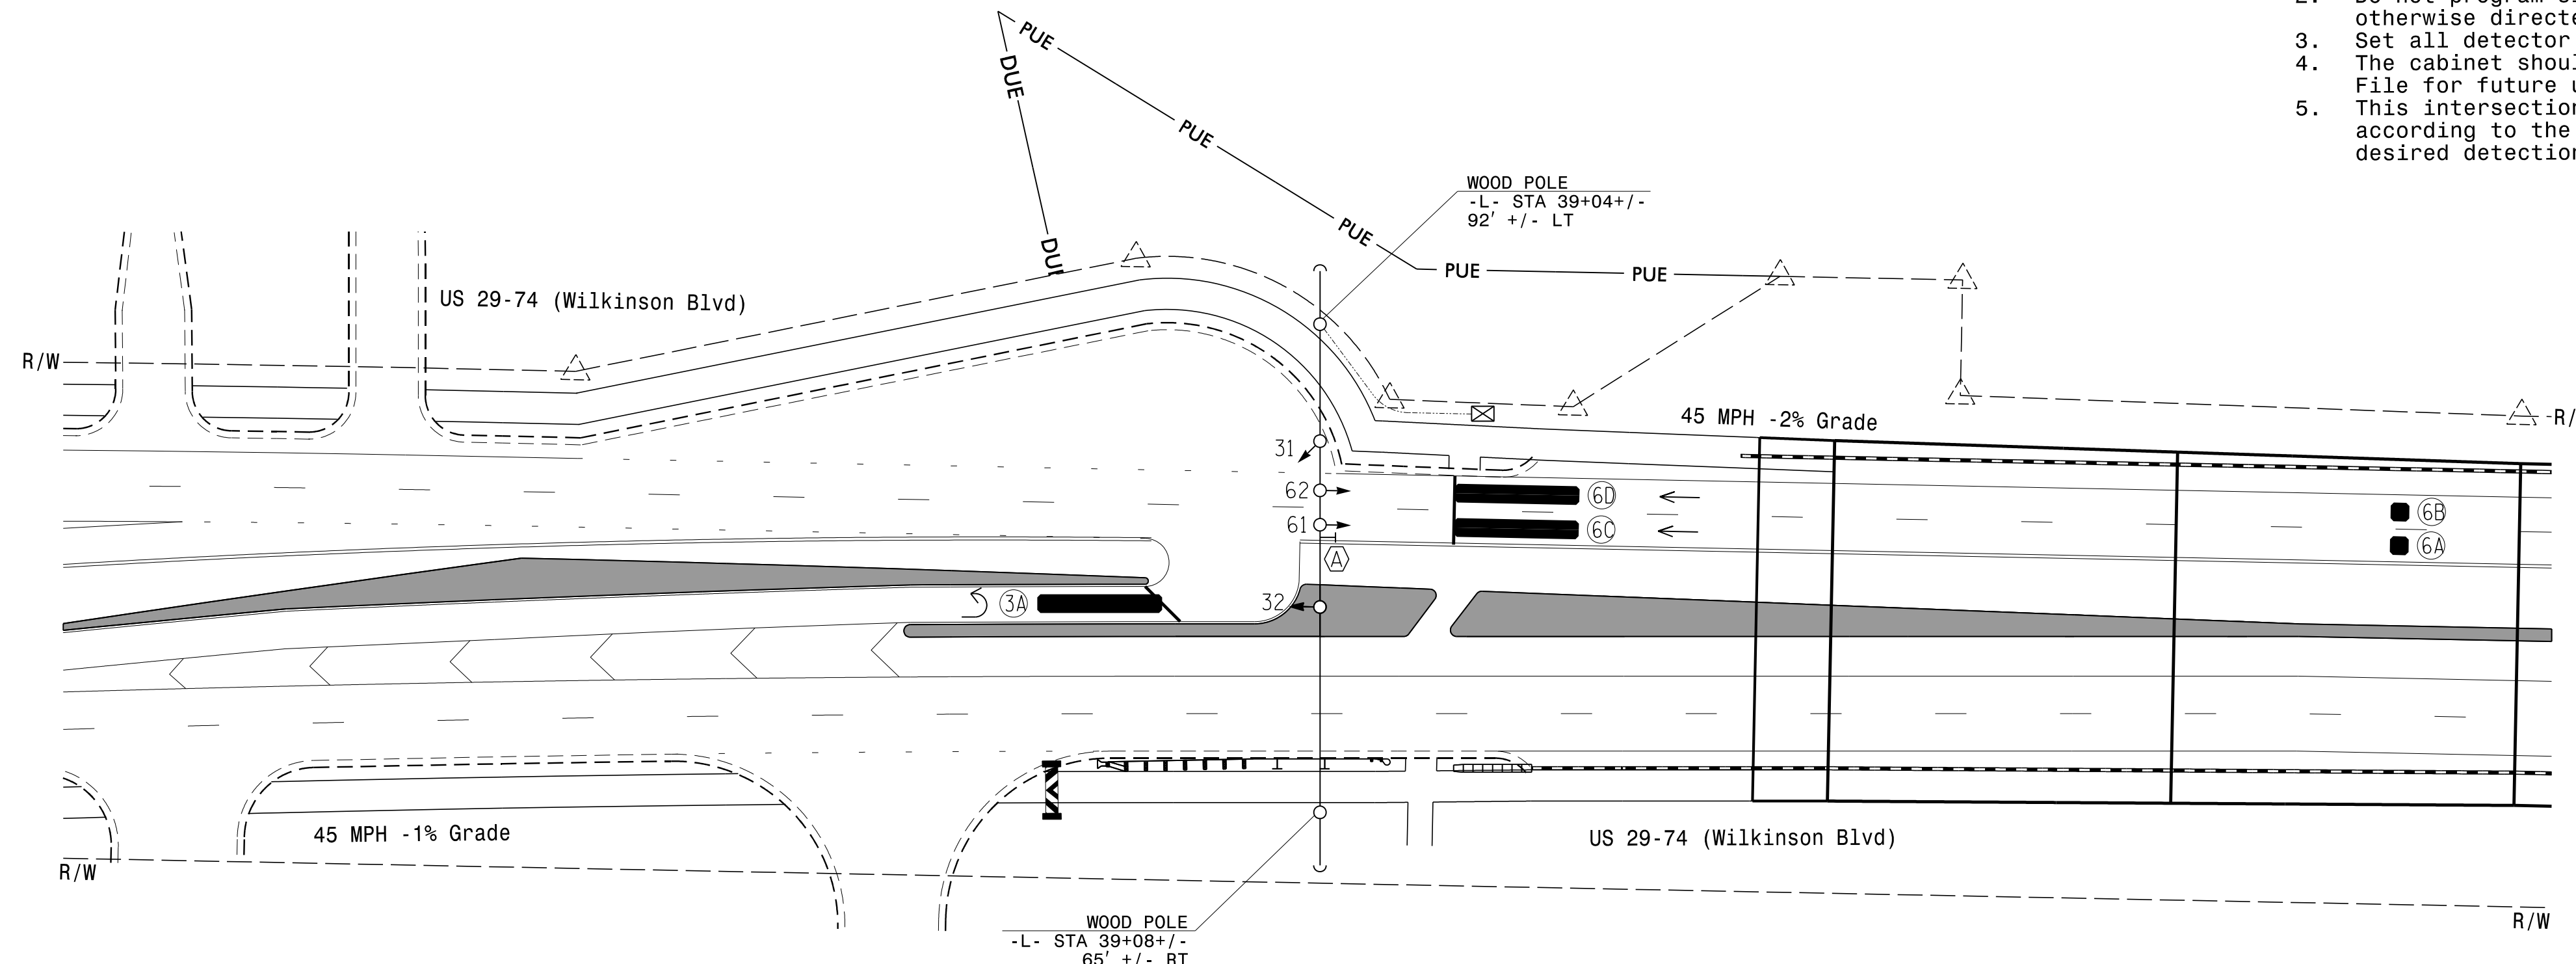 otherwise directe
3. Set all detector
4. The cabinet shoul
File for future u
5. This intersection
according to the
desired detection
PUE
DUE
PUE
WOOD POLE
-L- STA 39+04+/-
92' +/- LT
PUE
PUE
PUE
US 29-74 (Wilkinson Blvd)
R/W
45 MPH -2% Grade
R/
31
62
6D
61
6C
6B
6A
A
3A
32
45 MPH -1% Grade
US 29-74 (Wilkinson Blvd)
R/W
R/W
WOOD POLE
-L- STA 39+08+/-
65' +/- RT